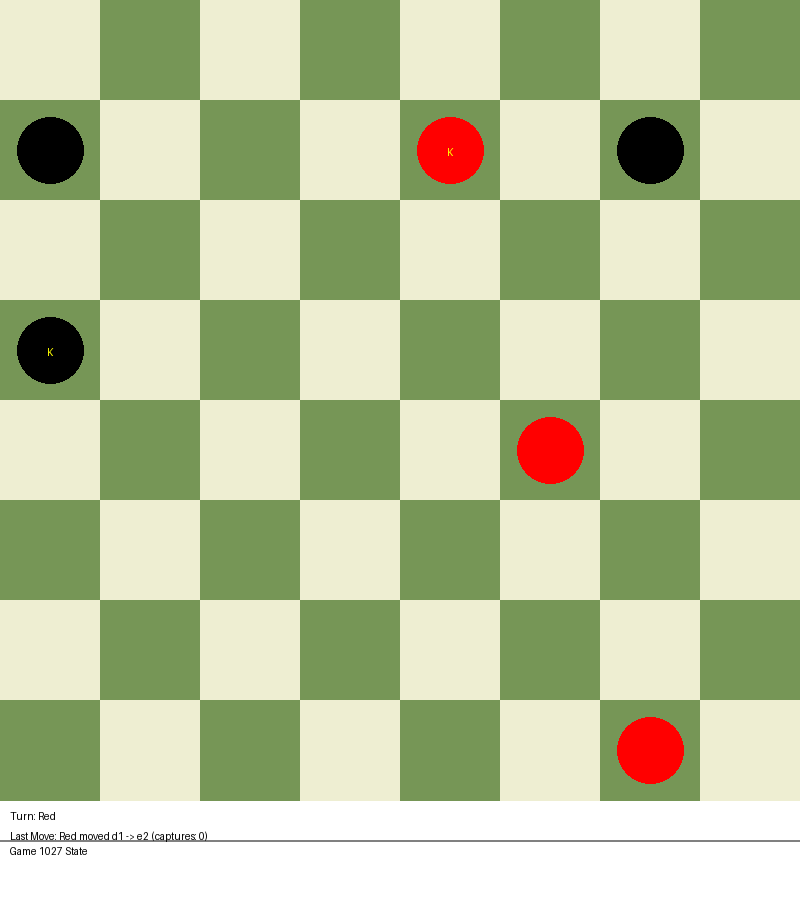 K
K
Turn: Red
Last Move: Red moved d1 -> e2 (captures: 0)
Game 1027 State